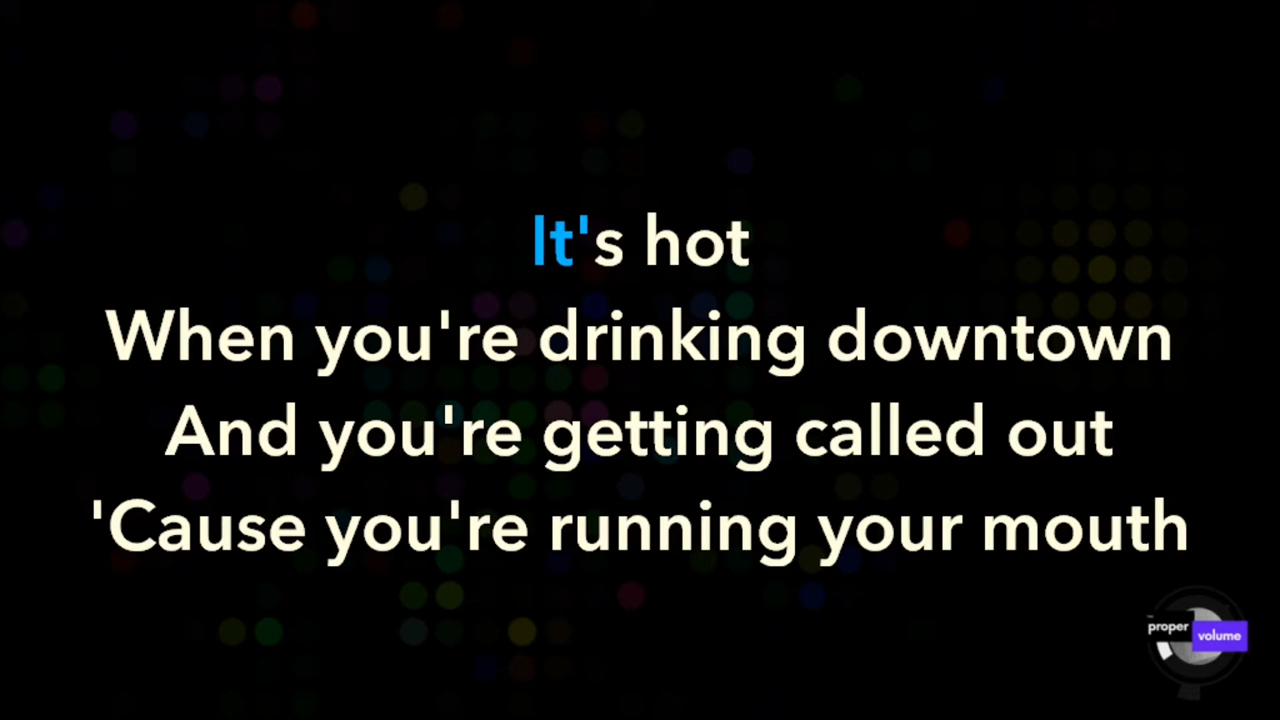 It's hot
When you're drinking downtown
And you're getting called out
'Cause you're running your mouth
proper
volume